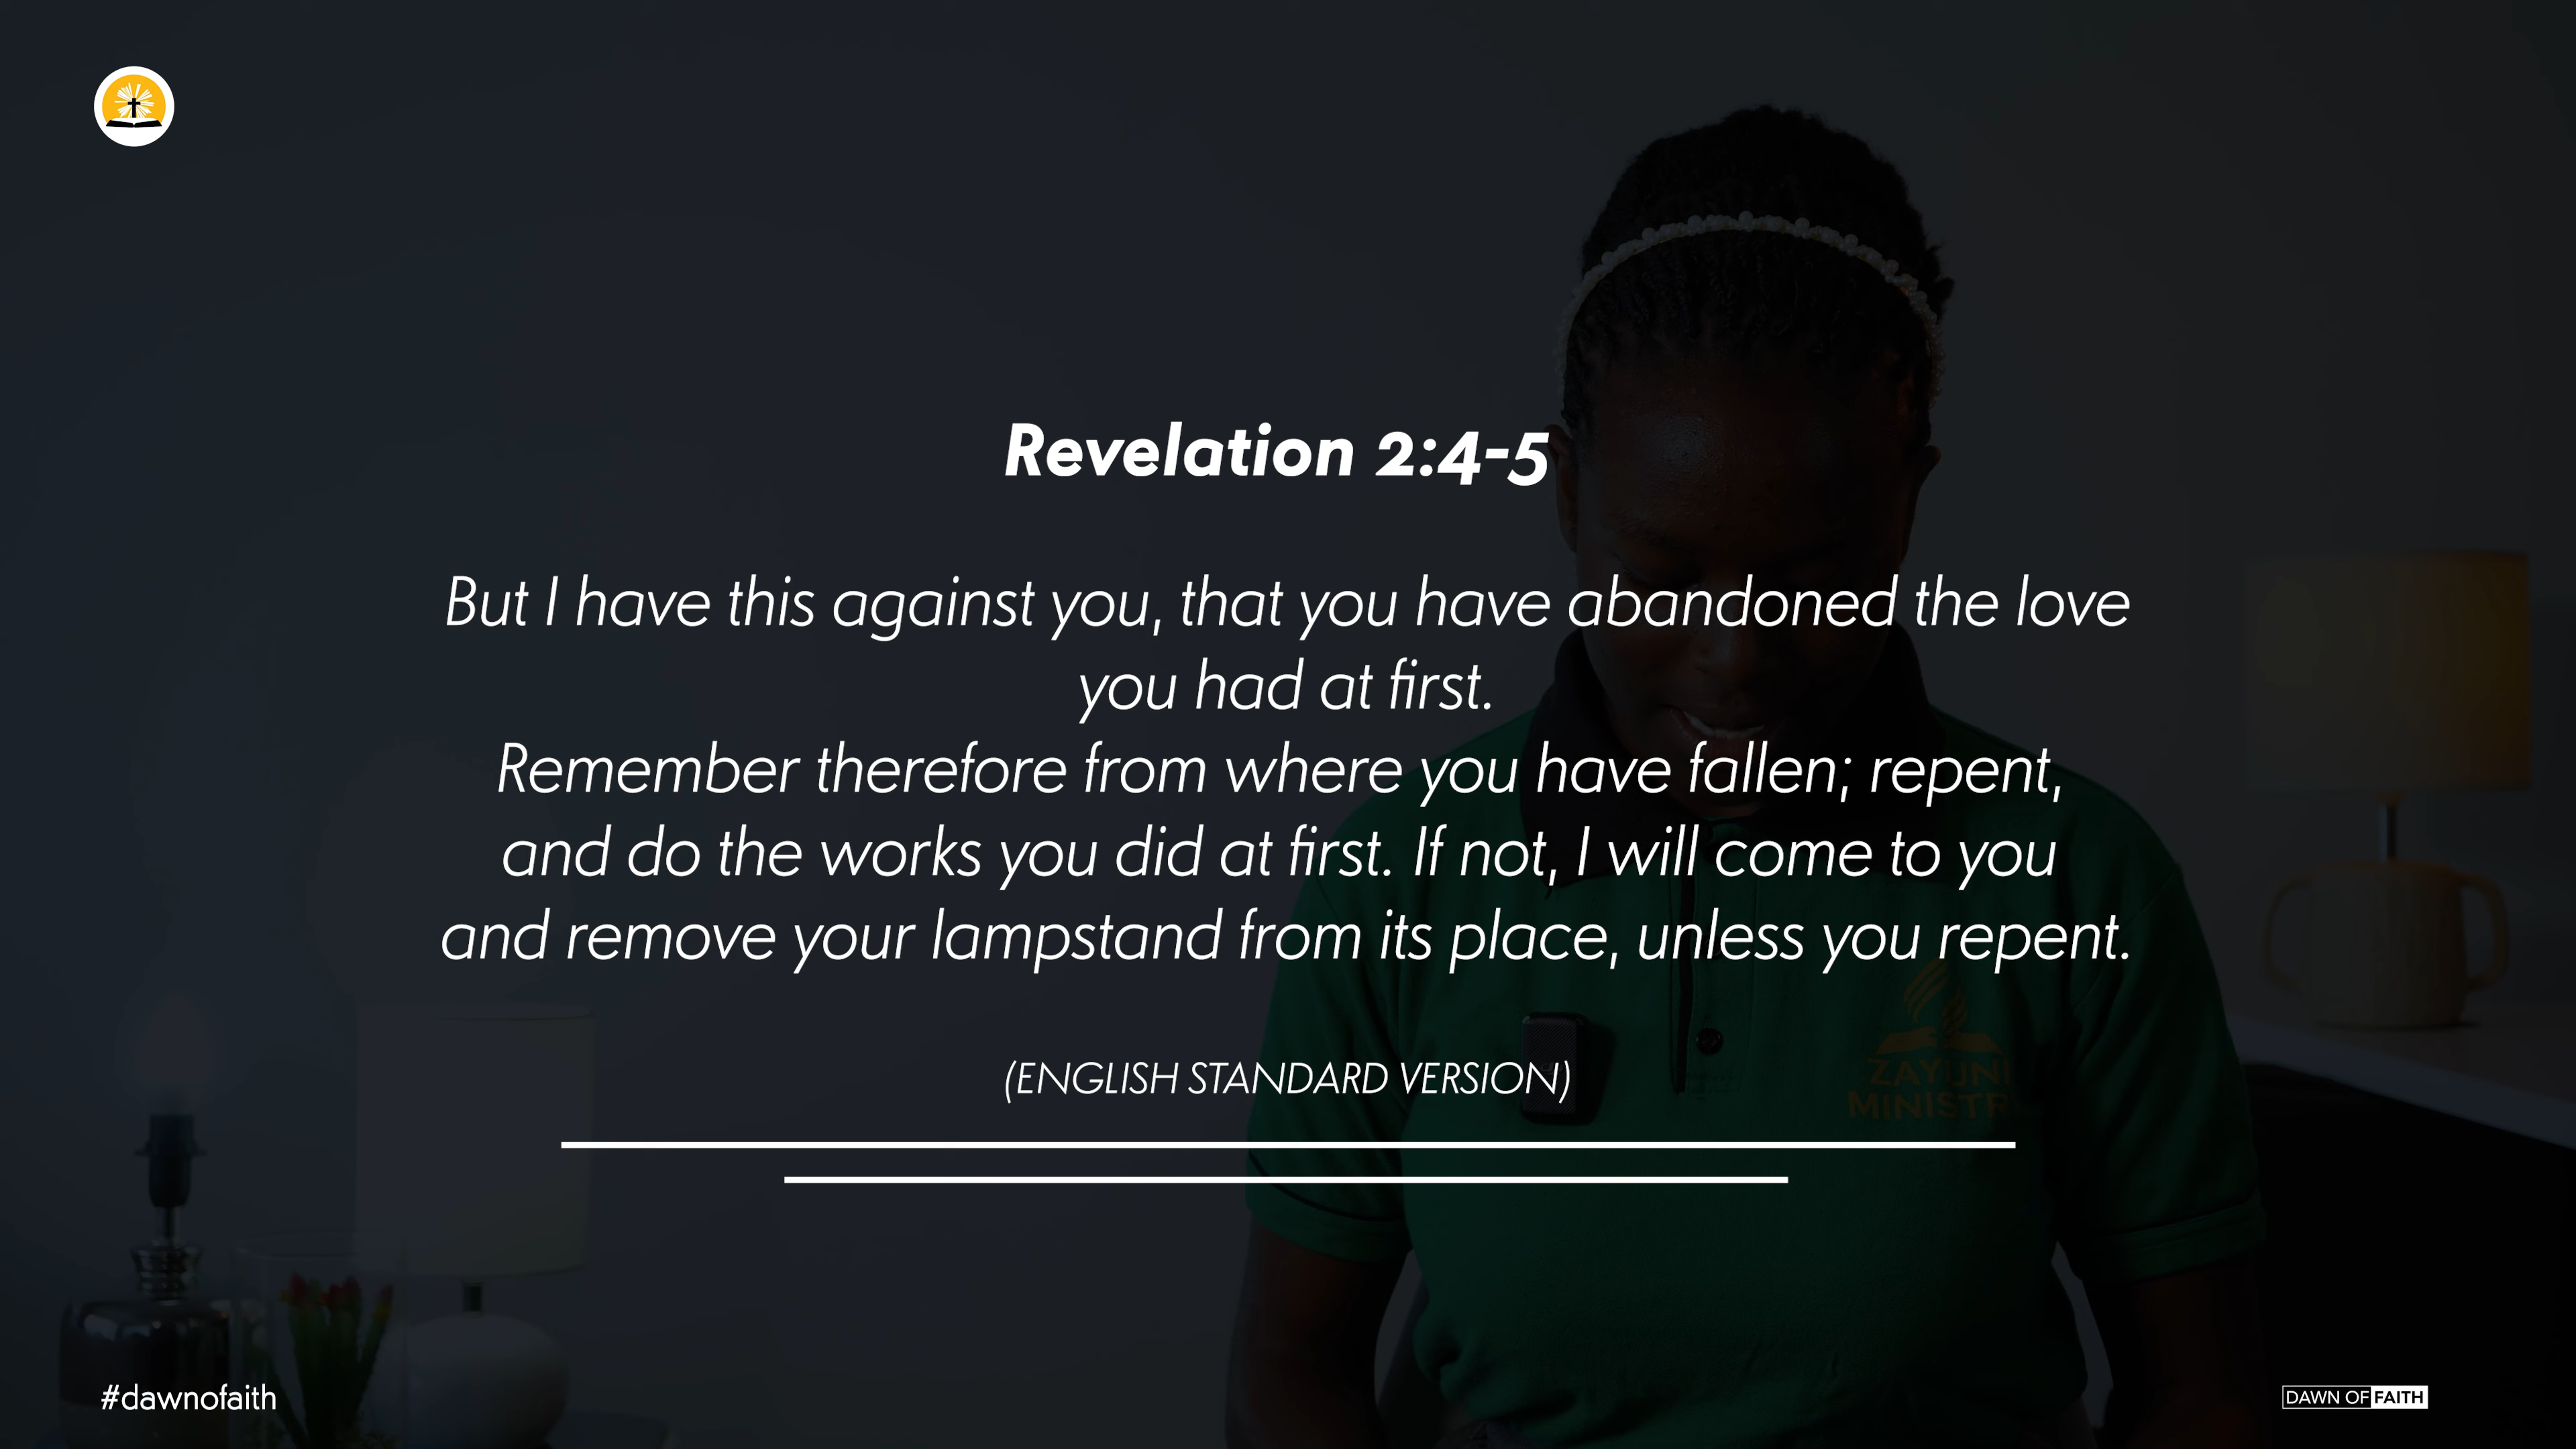 Revelation 2:4-5
But I have this against you, that you have abandoned the love
you had at first.
Remember therefore from where you have fallen; repent,
and do the works you did at first. If not, I will come to you
and remove your lampstand from its place, unless you repent.
(ENGLISH STANDARD VERSION)
ZAYUNI
MINISTR
#dawnofaith
DAWN OF FAITH